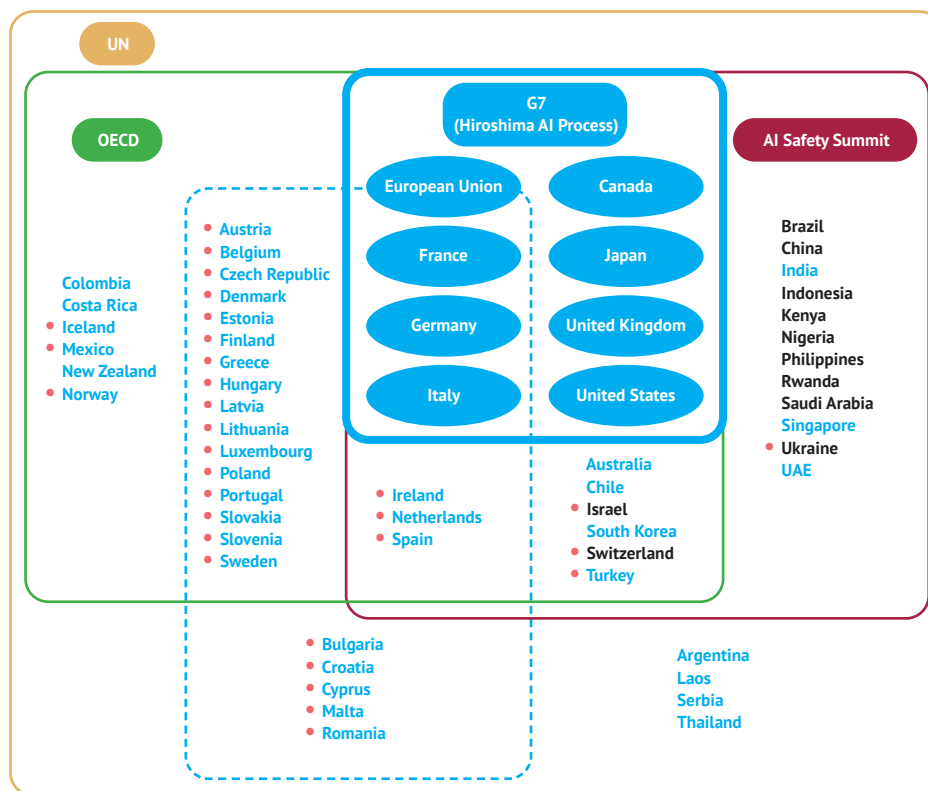 UN
OECD
G7
(Hiroshima AI Process)
AI Safety Summit
European Union
Canada
France
Japan
Germany
United Kingdom
Italy
United States
Colombia
Costa Rica
Iceland
Mexico
New Zealand
Norway
Austria
Belgium
Czech Republic
Denmark
Estonia
Finland
Greece
Hungary
Latvia
Lithuania
Luxembourg
Poland
Portugal
Slovakia
Slovenia
Sweden
Ireland
Netherlands
Spain
Australia
Chile
Israel
South Korea
Switzerland
Turkey
Brazil
China
India
Indonesia
Kenya
Nigeria
Philippines
Rwanda
Saudi Arabia
Singapore
Ukraine
UAE
Bulgaria
Croatia
Cyprus
Malta
Romania
Argentina
Laos
Serbia
Thailand